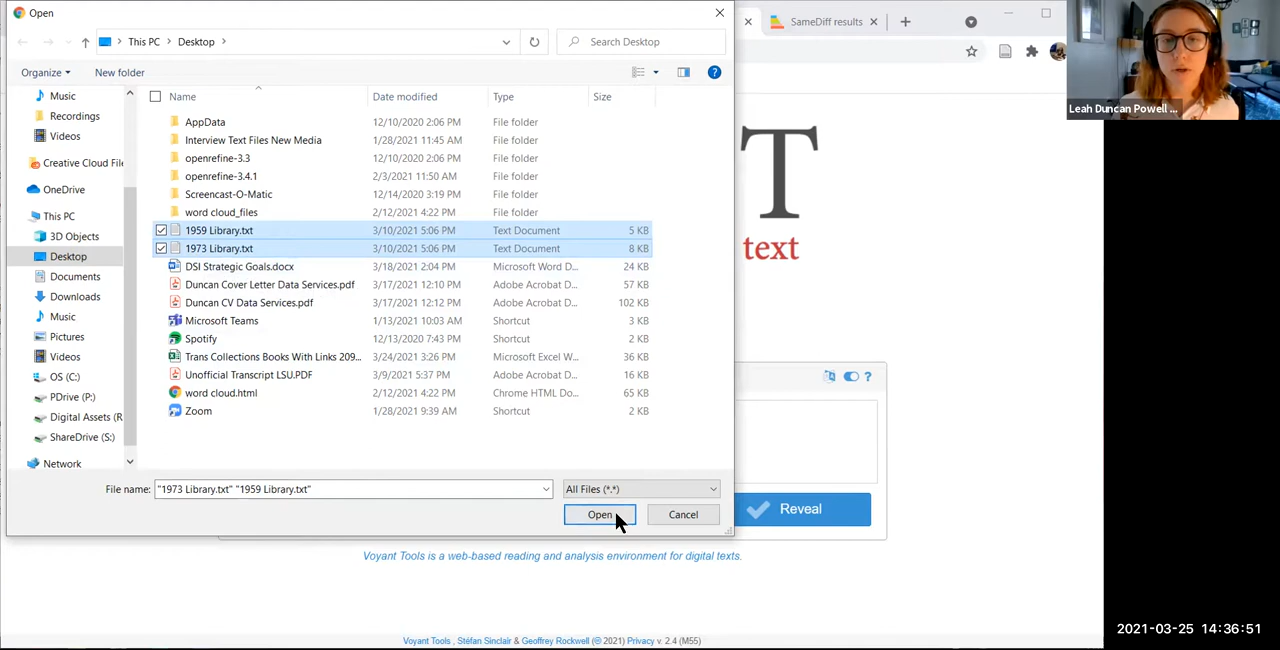 Open
SameDiff results
This PC
Desktop
Search Desktop
Organize
New folder
Leah Duncan Powell ...
Music
Recordings
Videos
Creative Cloud File
OneDrive
This PC
3D Objects
Desktop
Documents
Downloads
Music
Pictures
Videos
OS (C:)
PDrive (P:)
Digital Assets (R
ShareDrive (S:)
Network
Name Date modified Type Size
AppData 12/10/2020 2:06 PM File folder
Interview Text Files New Media 1/28/2021 11:45 AM File folder
openrefine-3.3 12/10/2020 2:06 PM File folder
openrefine-3.4.1 2/3/2021 11:50 AM File folder
Screencast-O-Matic 12/14/2020 3:19 PM File folder
word cloud_files 2/12/2021 4:22 PM File folder
1959 Library.txt 3/10/2021 5:06 PM Text Document 5 KB
1973 Library.txt 3/10/2021 5:06 PM Text Document 8 KB
DSI Strategic Goals.docx 3/18/2021 2:04 PM Microsoft Word D... 24 KB
Duncan Cover Letter Data Services.pdf 3/17/2021 12:10 PM Adobe Acrobat D... 57 KB
Duncan CV Data Services.pdf 3/17/2021 12:12 PM Adobe Acrobat D... 102 KB
Microsoft Teams 1/13/2021 10:03 AM Shortcut 3 KB
Spotify 12/13/2020 7:43 PM Shortcut 2 KB
Trans Collections Books With Links 209... 3/24/2021 3:26 PM Microsoft Excel W... 36 KB
Unofficial Transcript LSU.PDF 3/9/2021 5:37 PM Adobe Acrobat D... 16 KB
word cloud.html 2/12/2021 4:22 PM Chrome HTML Do... 65 KB
Zoom 1/28/2021 9:39 AM Shortcut 2 KB
T
text
?
File name: "1973 Library.txt" "1959 Library.txt" All Files (*.*)
Open Cancel
Reveal
Voyant Tools is a web-based reading and analysis environment for digital texts.
Voyant Tools , Stéfan Sinclair & Geoffrey Rockwell (© 2021) Privacy v. 2.4 (M55)
2021-03-25 14:36:51